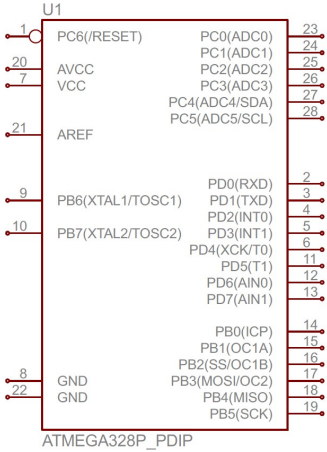 U1
1 PC6(/RESET)
20 AVCC
7 VCC
21 AREF
9 PB6(XTAL1/TOSC1)
10 PB7(XTAL2/TOSC2)
8 GND
22 GND
PC0(ADC0) 23
PC1(ADC1) 24
PC2(ADC2) 25
PC3(ADC3) 26
PC4(ADC4/SDA) 27
PC5(ADC5/SCL) 28
PD0(RXD) 2
PD1(TXD) 3
PD2(INT0) 4
PD3(INT1) 5
PD4(XCK/T0) 6
PD5(T1) 11
PD6(AIN0) 12
PD7(AIN1) 13
PB0(ICP) 14
PB1(OC1A) 15
PB2(SS/OC1B) 16
PB3(MOSI/OC2) 17
PB4(MISO) 18
PB5(SCK) 19
ATMEGA328P_PDIP